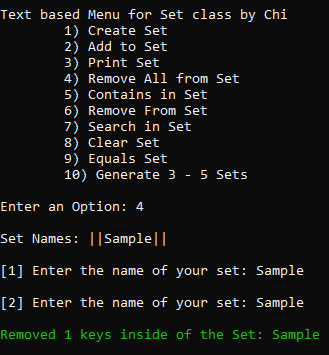 Text based Menu for Set class by Chi
1) Create Set
2) Add to Set
3) Print Set
4) Remove All from Set
5) Contains in Set
6) Remove From Set
7) Search in Set
8) Clear Set
9) Equals Set
10) Generate 3 - 5 Sets
Enter an Option: 4
Set Names: ||Sample||
[1] Enter the name of your set: Sample
[2] Enter the name of your set: Sample
Removed 1 keys inside of the Set: Sample